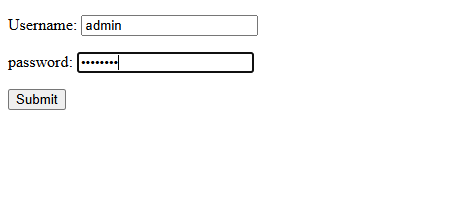 Username: admin
password: ••••••••
Submit